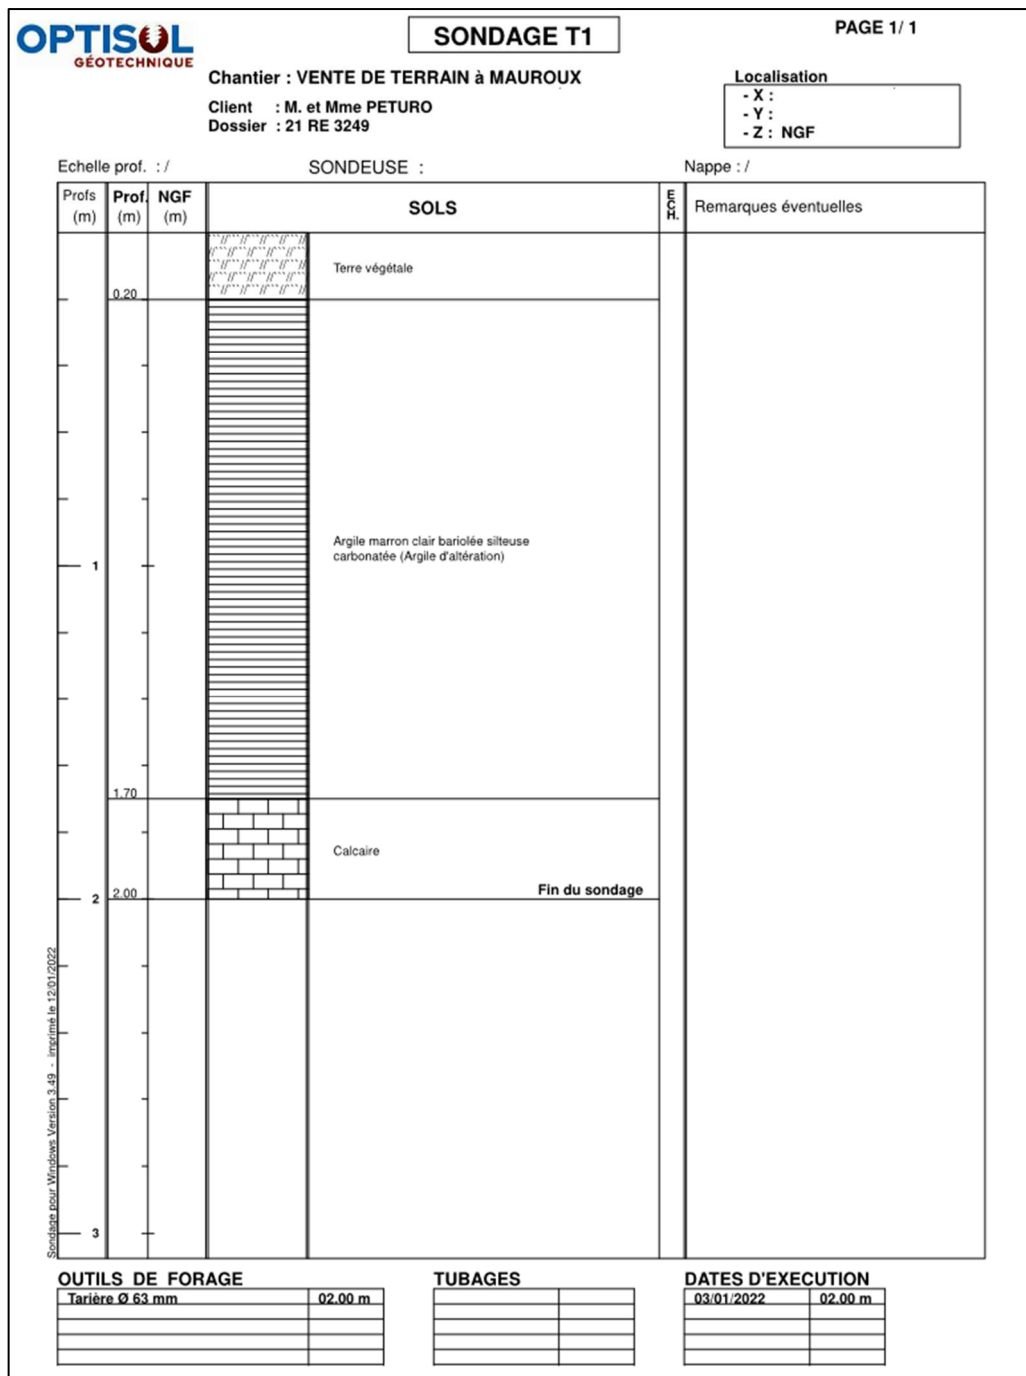 OPTISOL
GÉOTECHNIQUE
SONDAGE T1
PAGE 1/ 1
Chantier : VENTE DE TERRAIN à MAUROUX
Client : M. et Mme PETURO
Dossier : 21 RE 3249
Localisation
- X :
- Y :
- Z : NGF
Echelle prof. : /
SONDEUSE :
Nappe : /
Profs (m)
Prof. (m)
NGF (m)
SOLS
ECH.
Remarques éventuelles
Terre végétale
0.20
Argile marron clair bariolée silteuse
carbonatée (Argile d'altération)
1
1.70
Calcaire
Fin du sondage
2.00
2
3
Sondage pour Windows Version 3.49 - imprimé le 12/01/2022
OUTILS DE FORAGE
Tarière Ø 63 mm 02.00 m
TUBAGES
DATES D'EXECUTION
03/01/2022 02.00 m